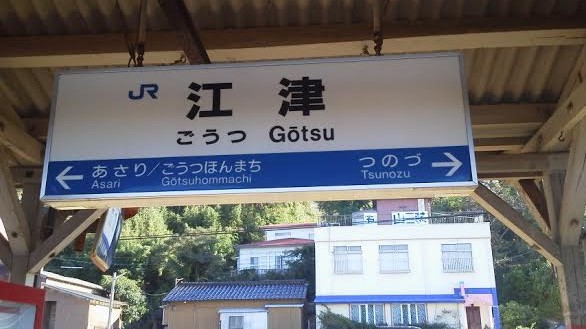 JR
江津
ごうつ Gōtsu
← あさり/ごうつほんまち つのづ →
Asari Gōtsuhommachi Tsunozu